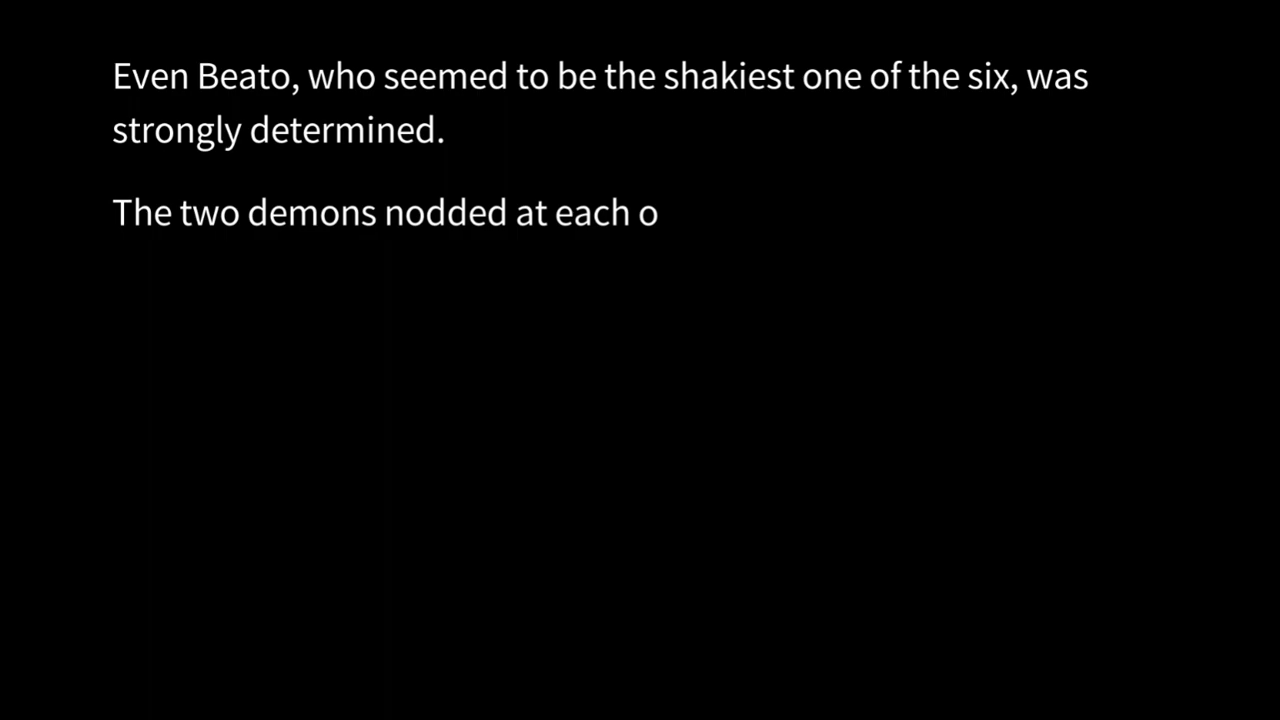 Even Beato, who seemed to be the shakiest one of the six, was
strongly determined.
The two demons nodded at each o